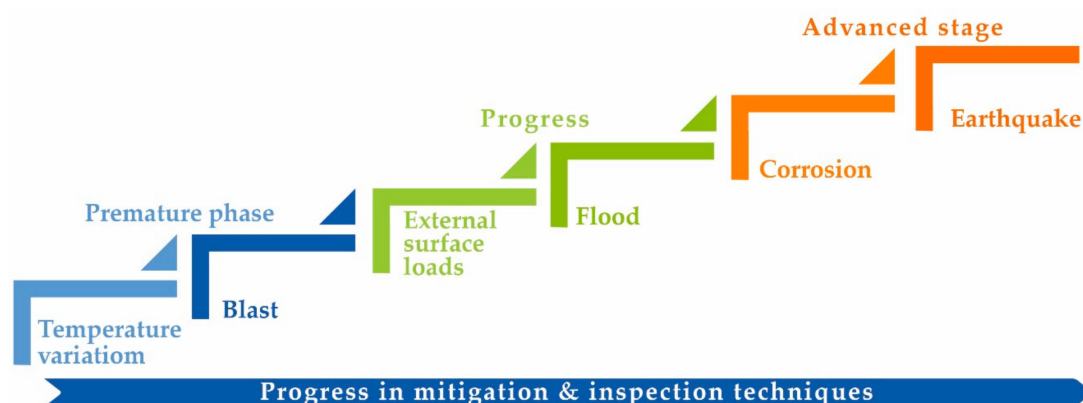 Advanced stage
Earthquake
Progress
Corrosion
Premature phase
External
surface
loads
Flood
Temperature
variatiom
Blast
Progress in mitigation & inspection techniques